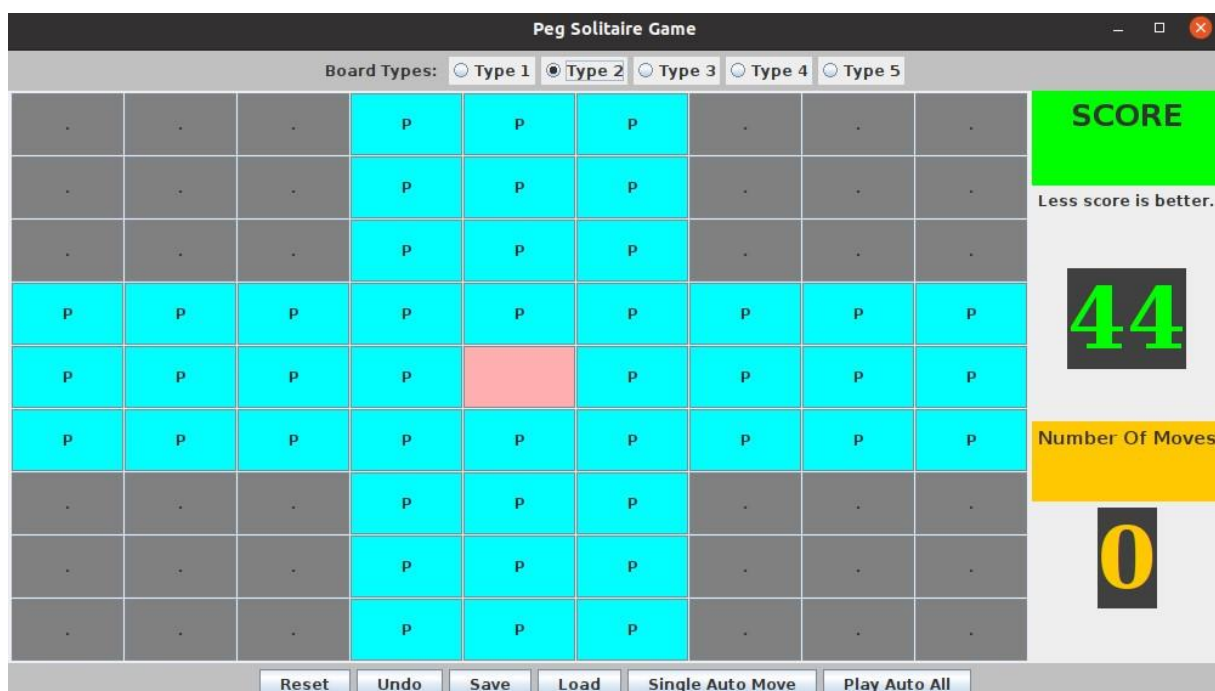 Peg Solitaire Game
Board Types: Type 1 Type 2 Type 3 Type 4 Type 5
. . . P P P . . .
. . . P P P . . .
. . . P P P . . .
P P P P P P P P P
P P P P P P P P
P P P P P P P P P
. . . P P P . . .
. . . P P P . . .
. . . P P P . . .
SCORE
Less score is better.
44
Number Of Moves
0
Reset Undo Save Load Single Auto Move Play Auto All